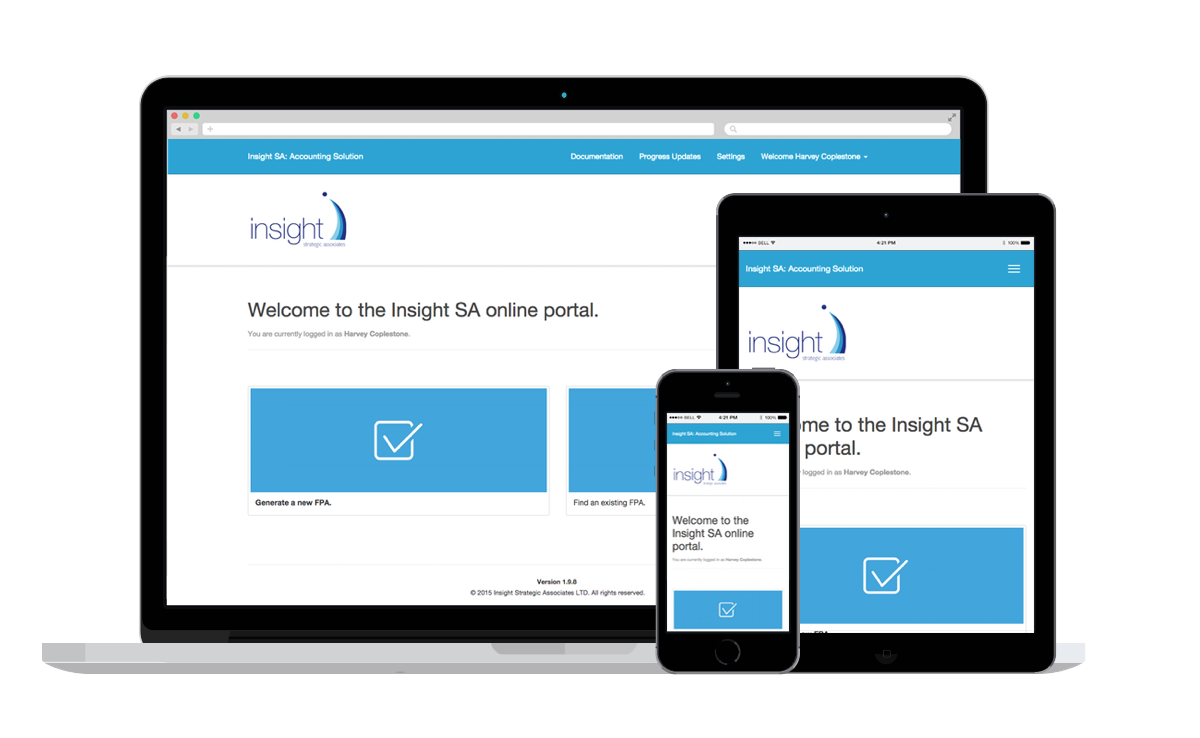 Insight SA: Accounting Solution
Documentation
Progress Updates
Settings
Welcome Harvey Coplestone
insight
strategic associates
Welcome to the Insight SA online portal.
You are currently logged in as Harvey Coplestone.
Generate a new FPA.
Find an existing FPA.
Version 1.9.8
© 2015 Insight Strategic Associates LTD. All rights reserved.
BELL
4:21 PM
100%
Insight SA: Accounting Solution
insight
strategic associates
me to the Insight SA
portal.
logged in as Harvey Coplestone.
FPA
BELL
4:21 PM
100%
Insight SA: Accounting Solution
insight
strategic associates
Welcome to the
Insight SA online
portal.
You are currently logged in as Harvey Coplestone.